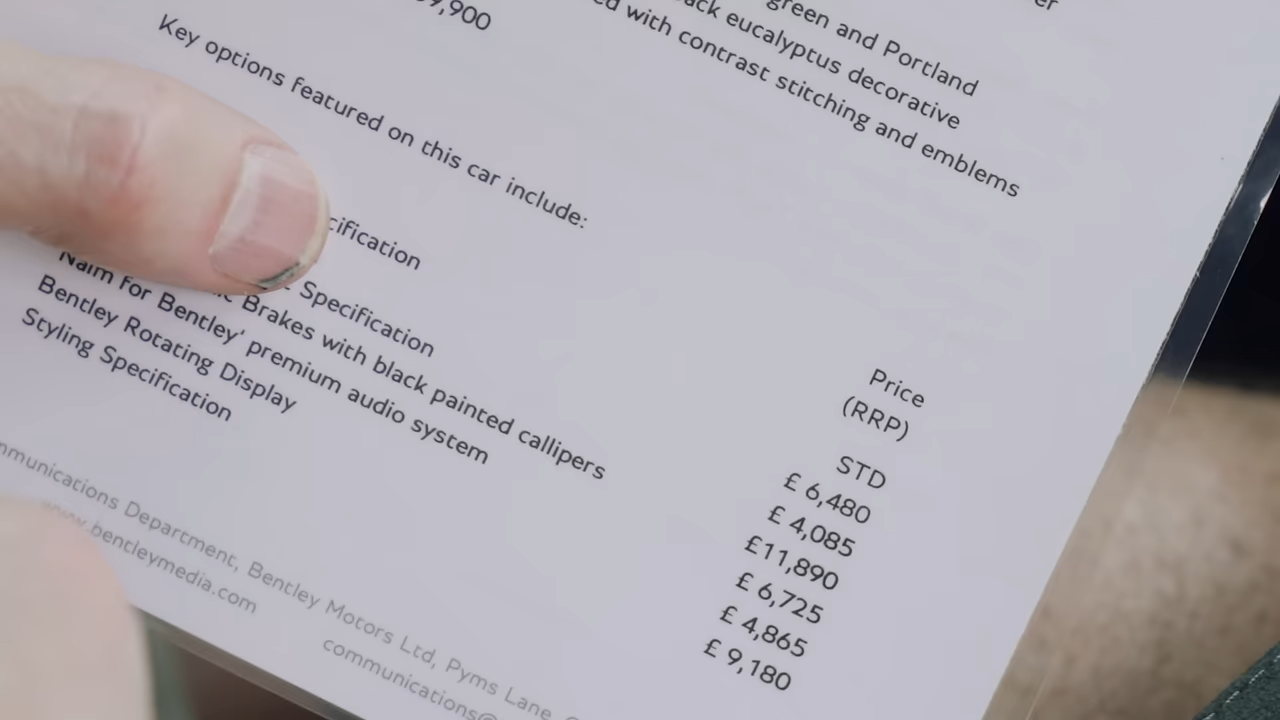 9,900
green and Portland
eucalyptus decorative
with contrast stitching and emblems
Key options featured on this car include:
Price
(RRP)
STD
Specification £ 6,480
£ 4,085
Brakes with black painted callipers £11,890
Naim for Bentley' premium audio system £ 6,725
Bentley Rotating Display £ 4,865
Styling Specification £ 9,180
Department, Bentley Motors Ltd, Pyms Lane
www.bentleymedia.com
communications@